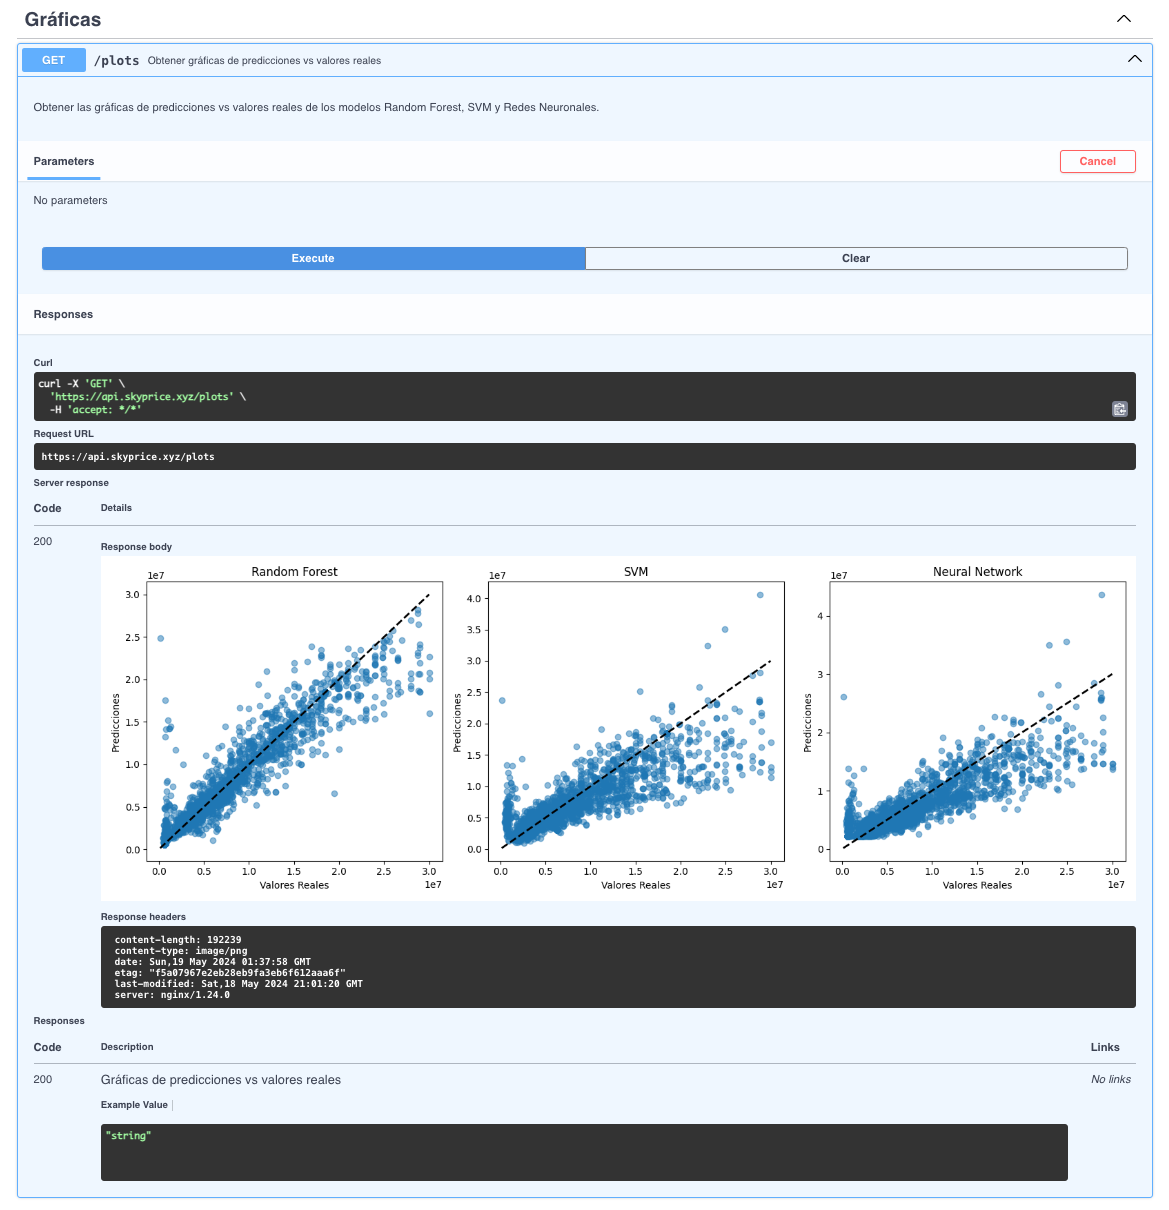 Gráficas
GET /plots Obtener gráficas de predicciones vs valores reales
Obtener las gráficas de predicciones vs valores reales de los modelos Random Forest, SVM y Redes Neuronales.
Parameters
Cancel
No parameters
Execute
Clear
Responses
Curl
curl -X 'GET' \
'https://api.skyprice.xyz/plots' \
-H 'accept: */*'
Request URL
https://api.skyprice.xyz/plots
Server response
Code Details
200
Response body
Random Forest
1e7
3.0
2.5
2.0
1.5
1.0
0.5
0.0
Predicciones
0.0 0.5 1.0 1.5 2.0 2.5 3.0
Valores Reales
1e7
SVM
1e7
4.0
3.5
3.0
2.5
2.0
1.5
1.0
0.5
0.0
Predicciones
0.0 0.5 1.0 1.5 2.0 2.5 3.0
Valores Reales
1e7
Neural Network
1e7
4
3
2
1
0
Predicciones
0.0 0.5 1.0 1.5 2.0 2.5 3.0
Valores Reales
1e7
Response headers
content-length: 192239
content-type: image/png
date: Sun,19 May 2024 01:37:58 GMT
etag: "f5a07967e2eb28eb9fa3eb6f612aaa6f"
last-modified: Sat,18 May 2024 21:01:20 GMT
server: nginx/1.24.0
Responses
Code Description Links
200 Gráficas de predicciones vs valores reales No links
Example Value
"string"